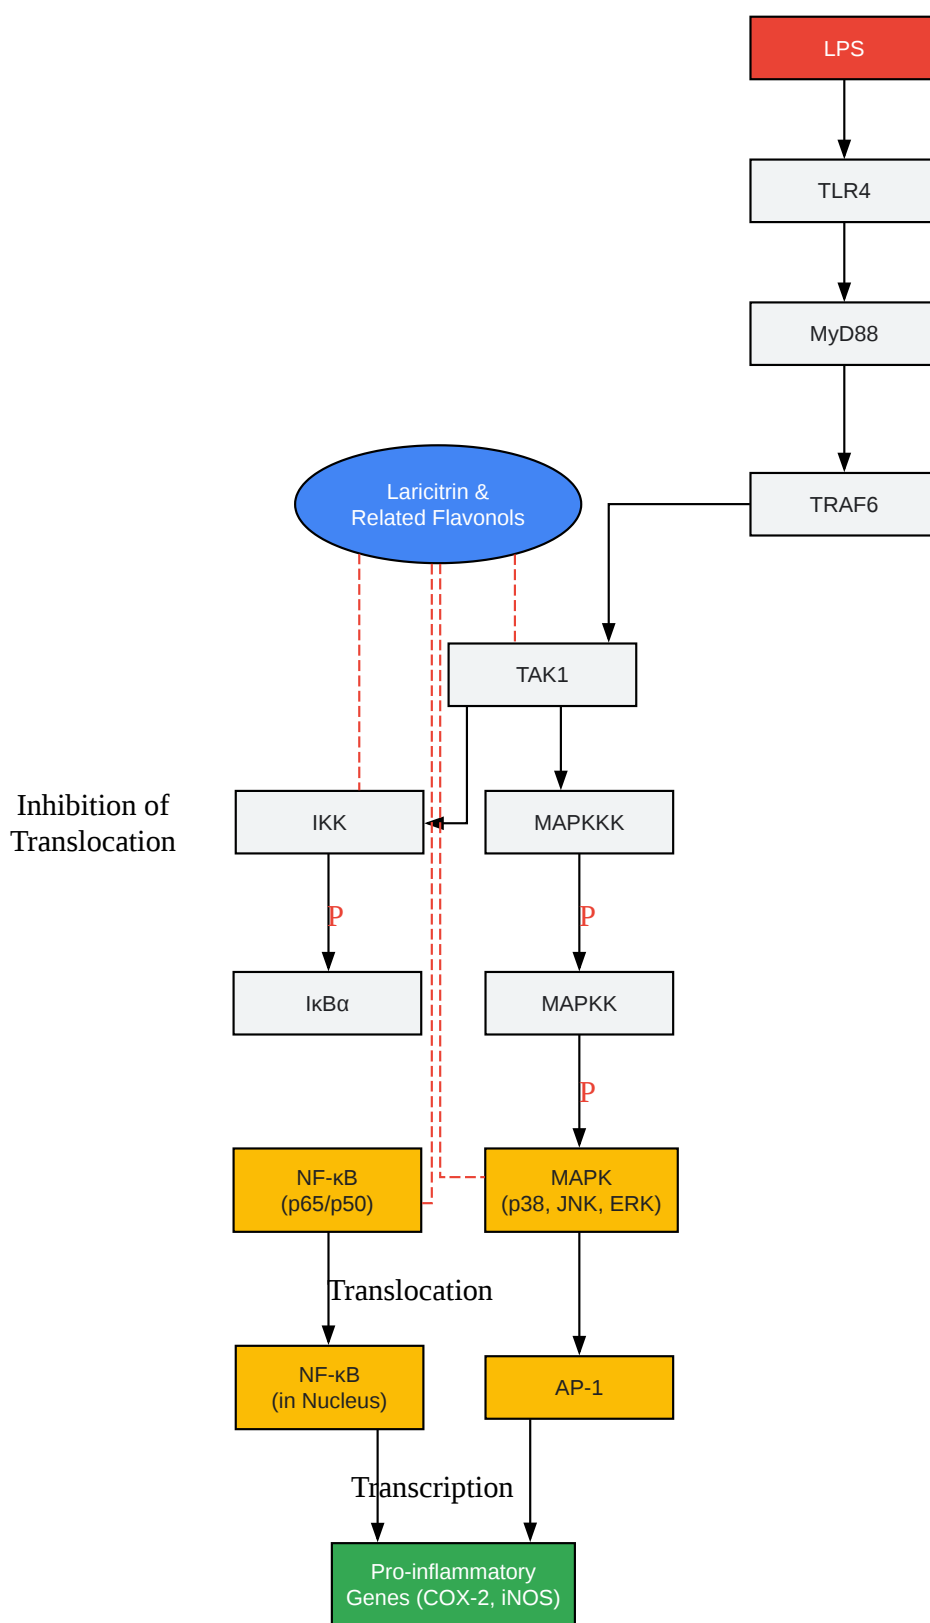 LPS
TLR4
MyD88
Laricitrin &
Related Flavonols
TRAF6
TAK1
Inhibition of
Translocation
IKK
MAPKKK
P
P
IκBα
MAPKK
P
NF-κB
(p65/p50)
MAPK
(p38, JNK, ERK)
Translocation
NF-κB
(in Nucleus)
AP-1
Transcription
Pro-inflammatory
Genes (COX-2, iNOS)